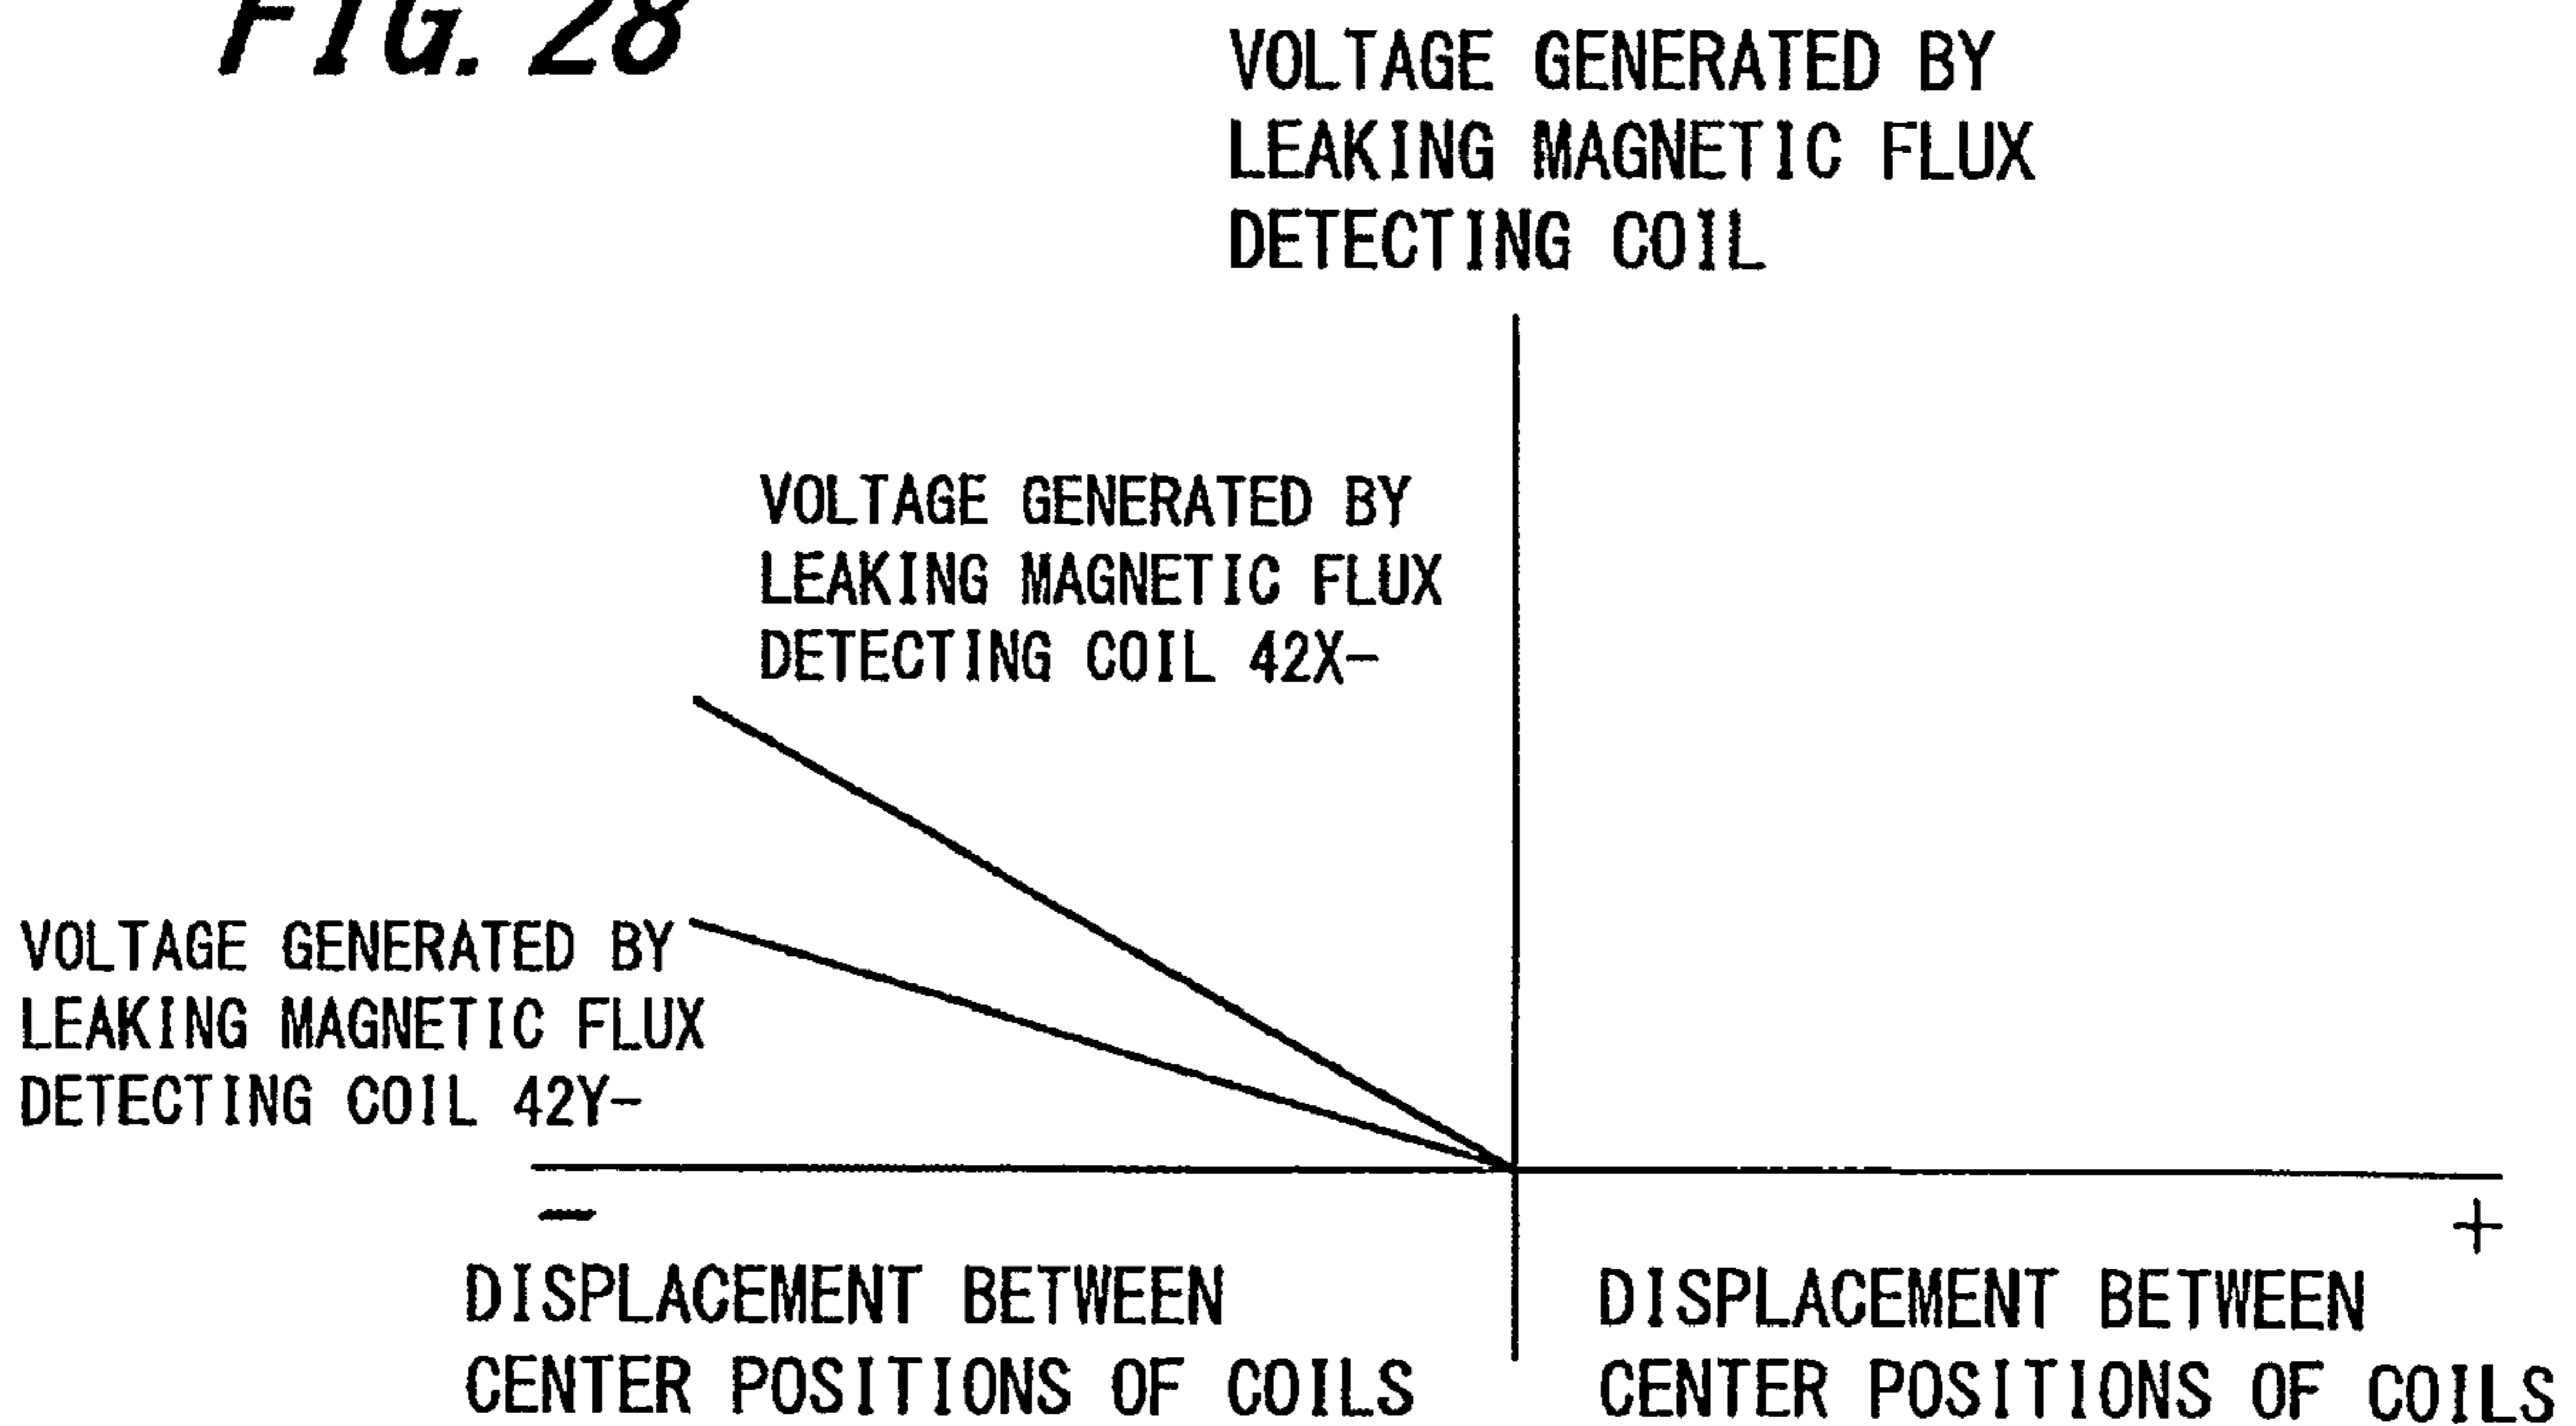 FIG. 28
VOLTAGE GENERATED BY
LEAKING MAGNETIC FLUX
DETECTING COIL
VOLTAGE GENERATED BY
LEAKING MAGNETIC FLUX
DETECTING COIL 42X-
VOLTAGE GENERATED BY
LEAKING MAGNETIC FLUX
DETECTING COIL 42Y-
-
+
DISPLACEMENT BETWEEN
CENTER POSITIONS OF COILS
DISPLACEMENT BETWEEN
CENTER POSITIONS OF COILS